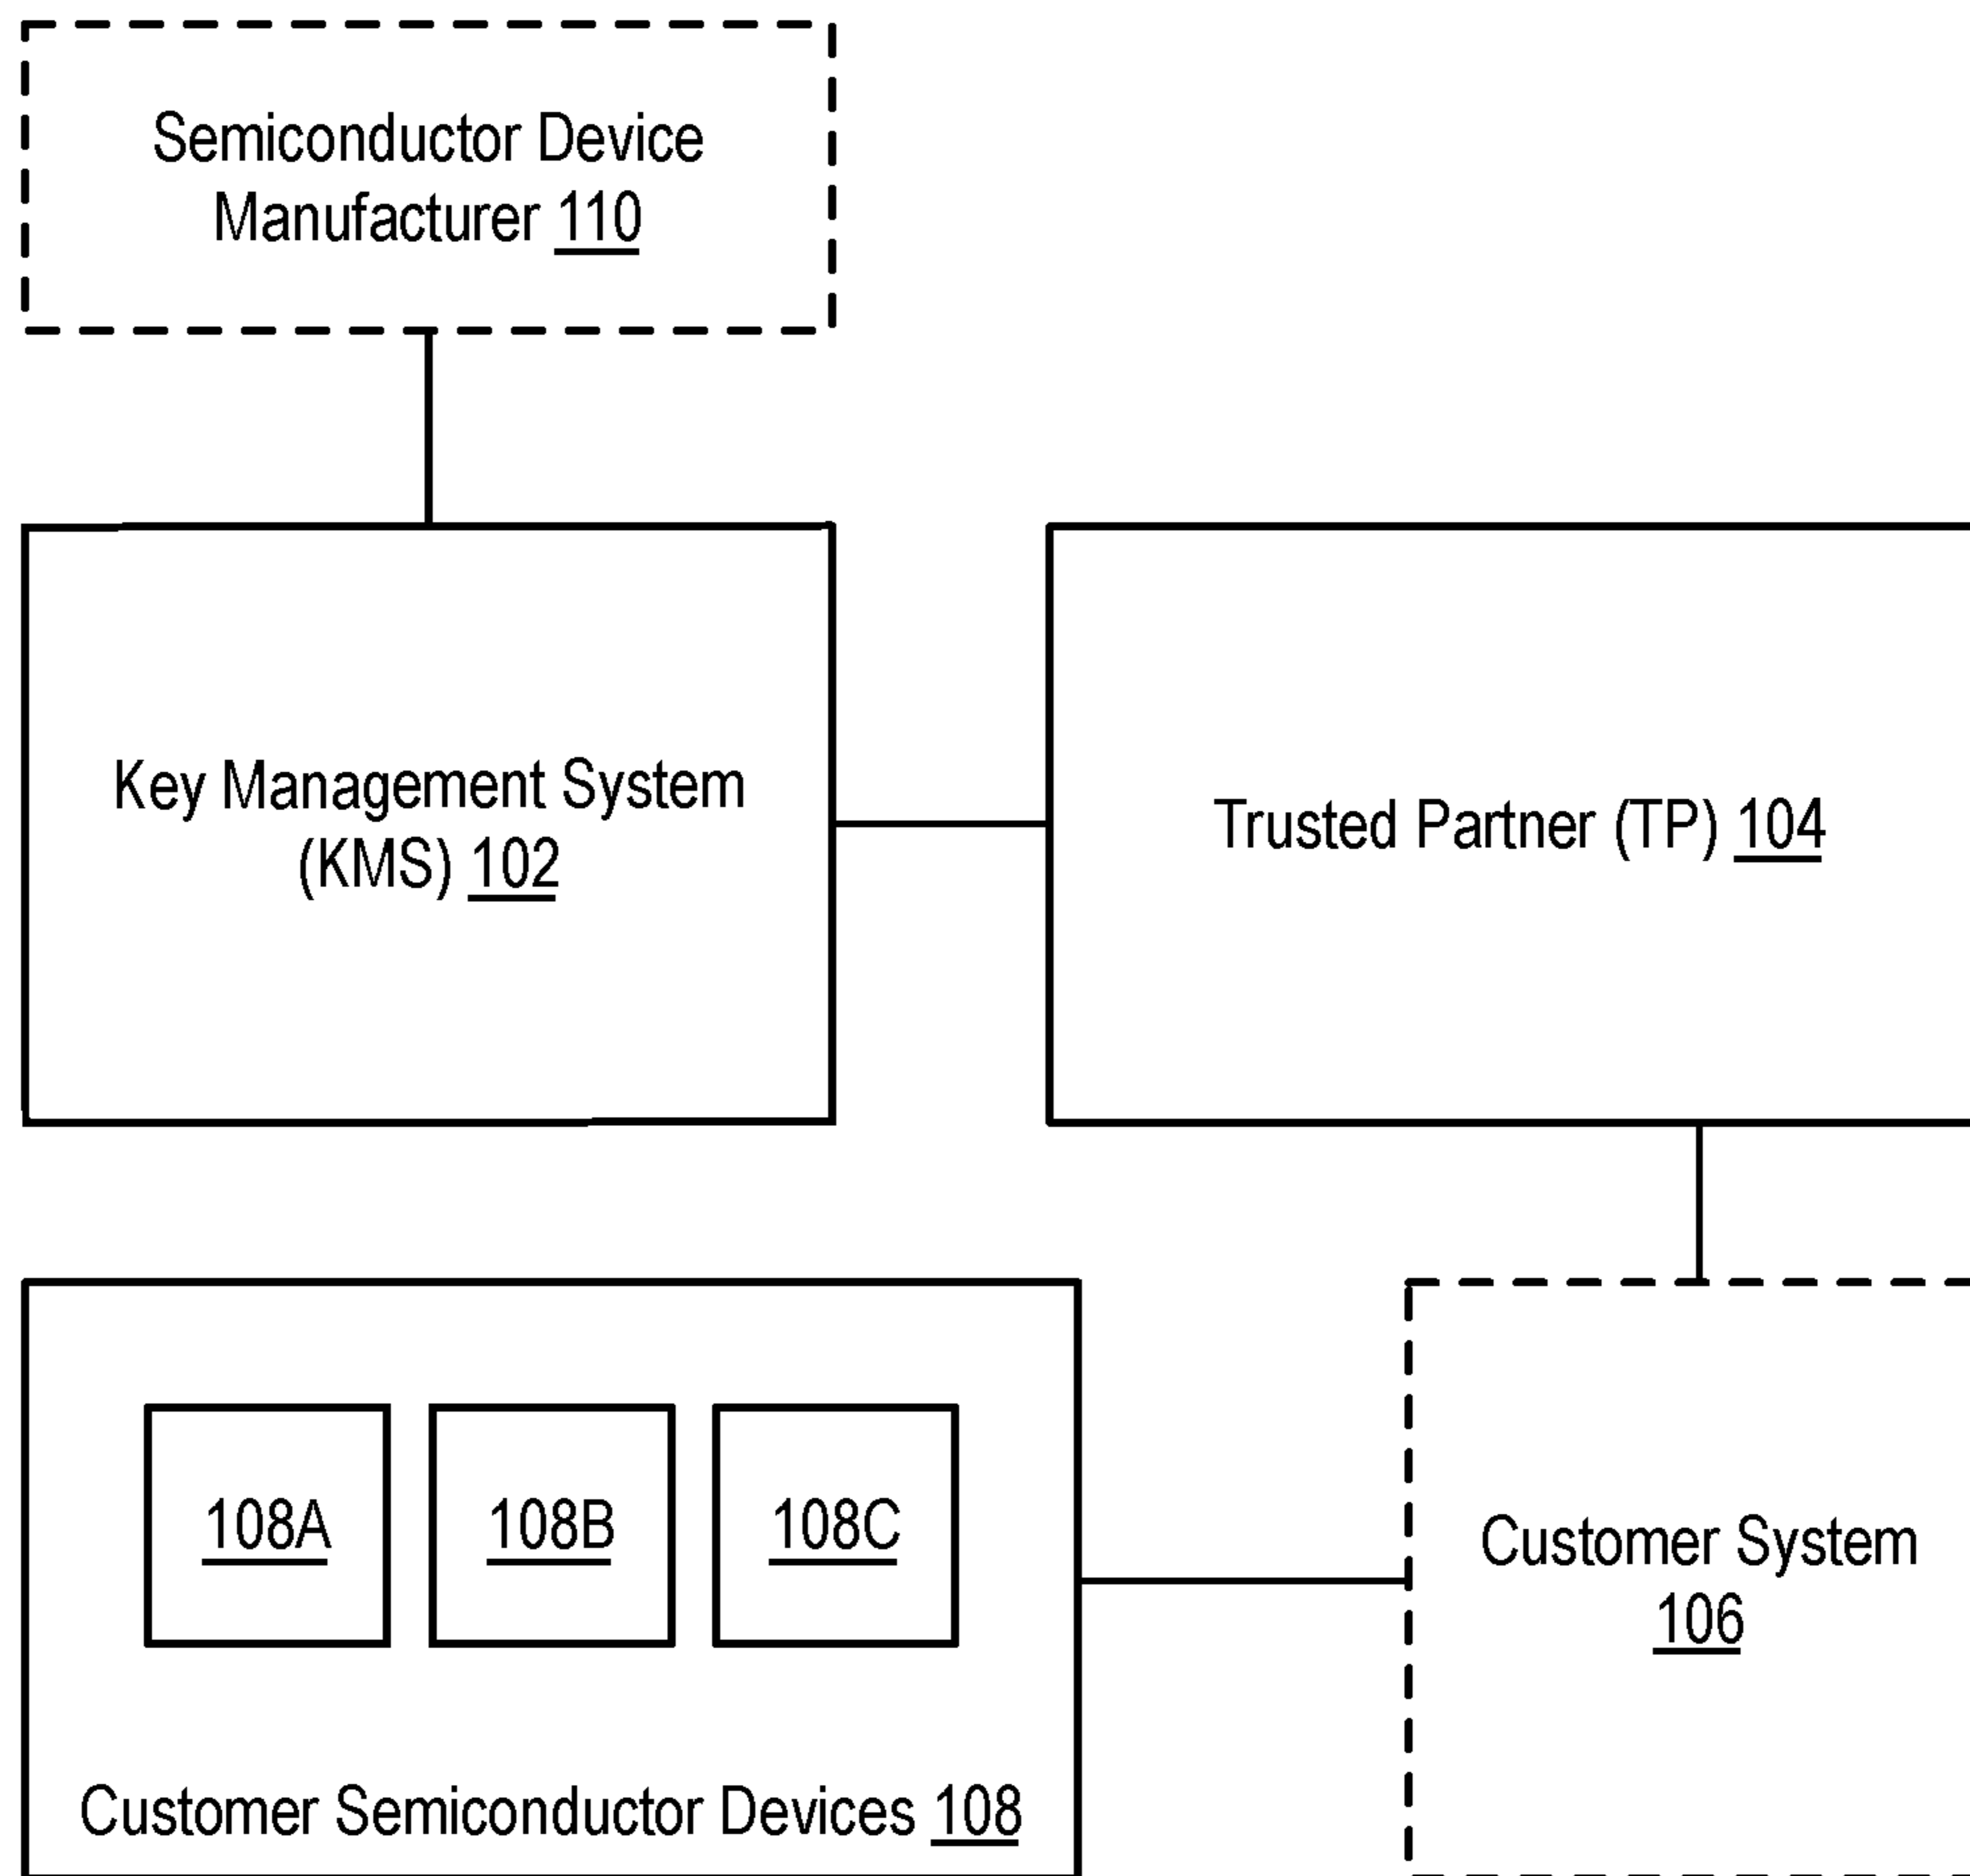 Semiconductor Device
Manufacturer 110
Key Management System
(KMS) 102
Trusted Partner (TP) 104
108A
108B
108C
Customer Semiconductor Devices 108
Customer System
106